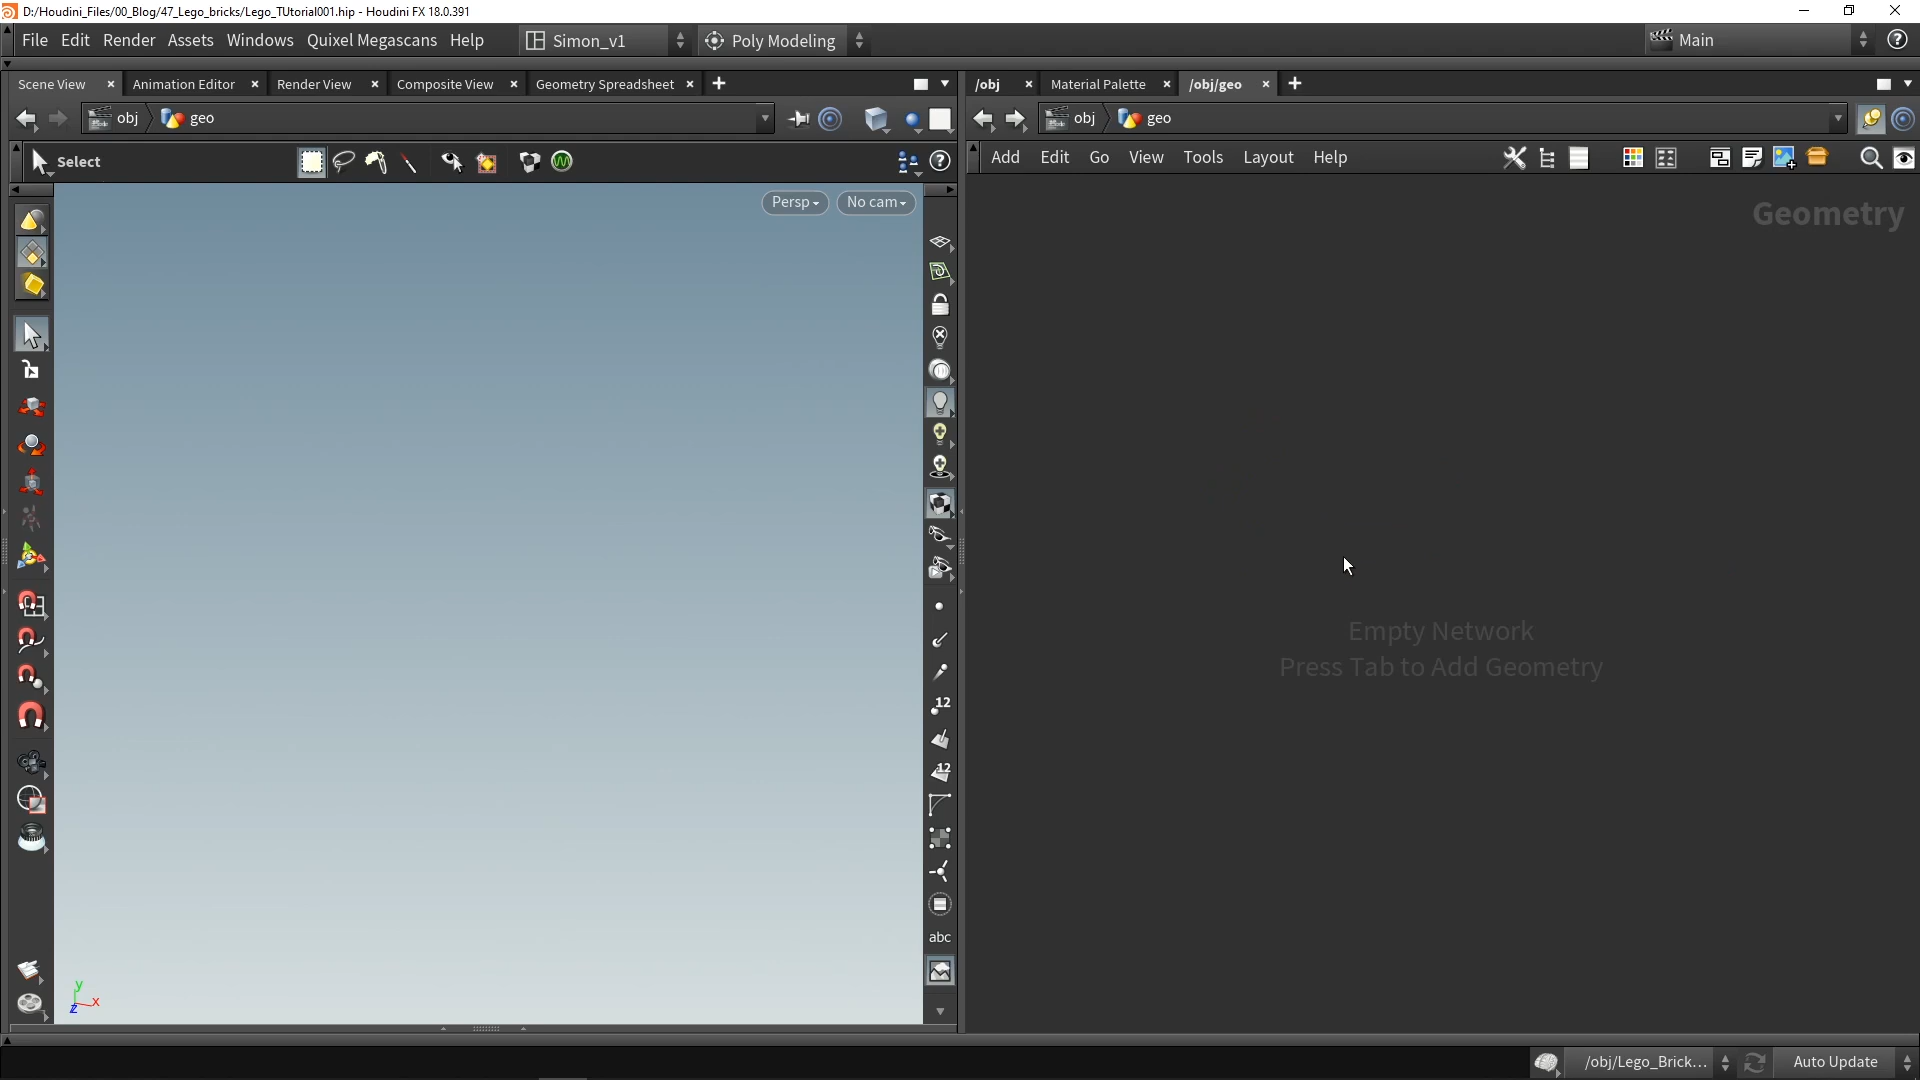 D:/Houdini_Files/00_Blog/47_Lego_bricks/Lego_TUtorial001.hip - Houdini FX 18.0.391
File Edit Render Assets Windows Quixel Megascans Help Simon_v1 Poly Modeling Main
Scene View Animation Editor Render View Composite View Geometry Spreadsheet /obj Material Palette /obj/geo
obj geo obj geo
Select Add Edit Go View Tools Layout Help
Persp No cam Geometry
Empty Network
Press Tab to Add Geometry
12
12
abc
y
x
z
/obj/Lego_Brick... Auto Update